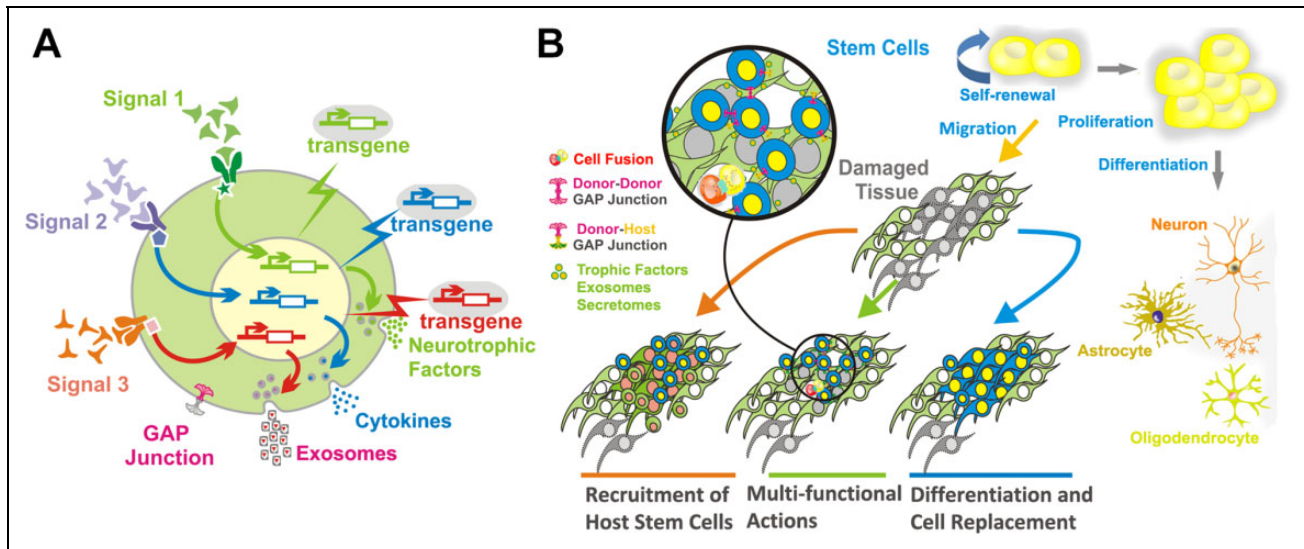 A
Signal 1
transgene
Signal 2
transgene
transgene
Neurotrophic
Factors
Signal 3
Cytokines
GAP
Junction
Exosomes
B
Stem Cells
Self-renewal
Migration
Proliferation
Differentiation
Cell Fusion
Donor-Donor
GAP Junction
Donor-Host
GAP Junction
Trophic Factors
Exosomes
Secretomes
Damaged
Tissue
Neuron
Astrocyte
Oligodendrocyte
Recruitment of
Host Stem Cells
Multi-functional
Actions
Differentiation and
Cell Replacement